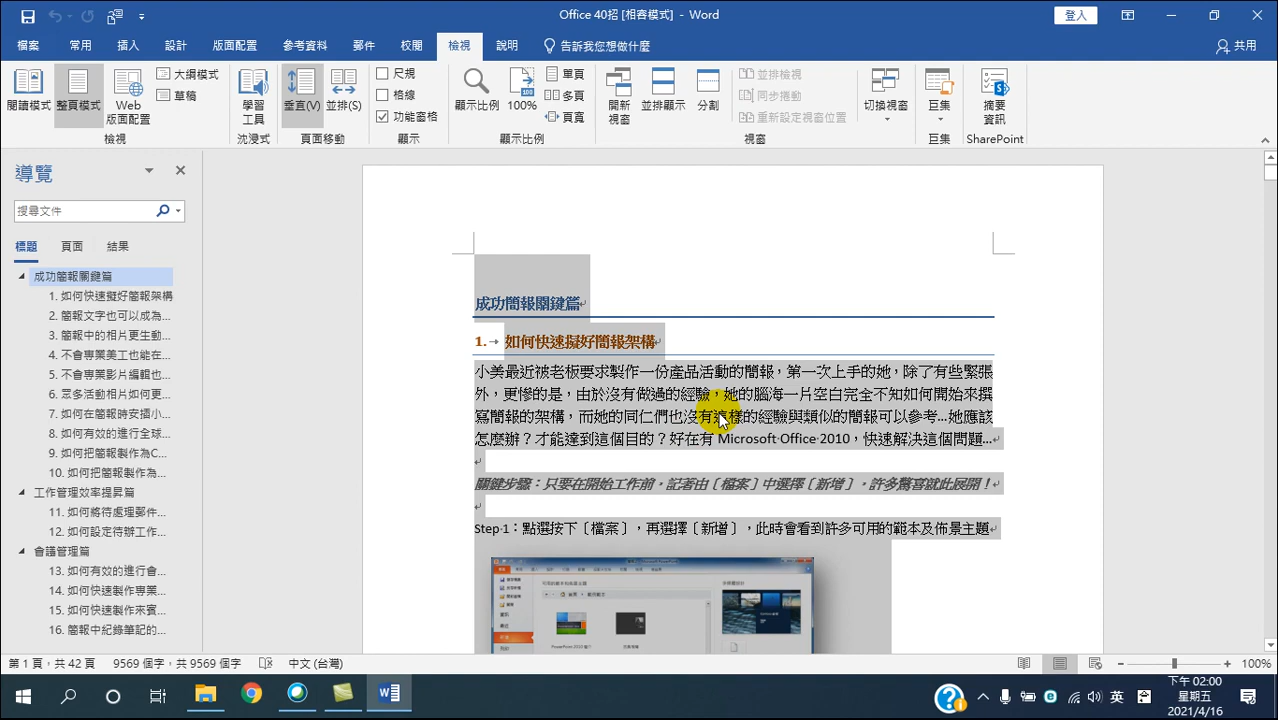 Office 40招 [相容模式] - Word
登入
檔案 常用 插入 設計 版面配置 參考資料 郵件 校閱 檢視 說明 告訴我您想做什麼 共用
閱讀模式 整頁模式 Web 版面配置 大綱模式 草稿
檢視
學習工具
沈浸式
垂直(V) 並排(S)
頁面移動
尺規
格線
功能窗格
顯示
顯示比例 100% 單頁 多頁 頁寬
顯示比例
開新視窗 並排顯示 分割 並排檢視 同步捲動 重新設定視窗位置 切換視窗
視窗
巨集
巨集
摘要資訊
SharePoint
導覽
搜尋文件
標題 頁面 結果
成功簡報關鍵篇
1. 如何快速擬好簡報架構
2. 簡報文字也可以成為...
3. 簡報中的相片更生動...
4. 不會專業美工也能在...
5. 不會專業影片編輯也...
6. 眾多活動相片如何更...
7. 如何在簡報時安插小...
8. 如何有效的進行全球...
9. 如何把簡報製作為C...
10. 如何把簡報製作為...
工作管理效率提昇篇
11. 如何將待處理郵件...
12. 如何設定待辦工作...
會議管理篇
13. 如何有效的進行會...
14. 如何快速製作專業...
15. 如何快速製作來賓...
16. 簡報中紀錄筆記的...
成功簡報關鍵篇
1. 如何快速擬好簡報架構
小美最近被老板要求製作一份產品活動的簡報，第一次上手的她，除了有些緊張
外，更慘的是，由於沒有做過的經驗，她的腦海一片空白完全不知如何開始來撰
寫簡報的架構，而她的同仁們也沒有這樣的經驗與類似的簡報可以參考...她應該
怎麼辦？才能達到這個目的？好在有 Microsoft Office 2010，快速解決這個問題...
關鍵步驟：只要在開始工作前，記著由〔檔案〕中選擇〔新增〕，許多驚喜就此展開！
Step 1：點選按下〔檔案〕，再選擇〔新增〕，此時會看到許多可用的範本及佈景主題
第 1 頁，共 42 頁 9569 個字，共 9569 個字 中文 (台灣) 100%
英
下午 02:00
星期五
2021/4/16